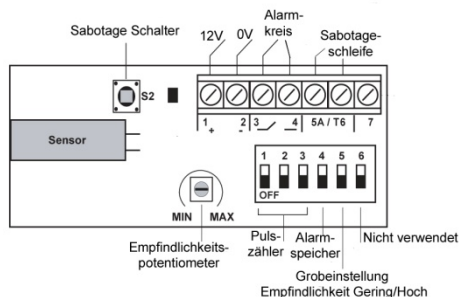 Sabotage Schalter
12V
0V
Alarm-
kreis
Sabotage-
schleife
S2
1
2
3
4
5A / T6
7
+
-
Sensor
1 2 3 4 5 6
OFF
MIN
MAX
Empfindlichkeits-
potentiometer
Puls-
zähler
Alarm-
speicher
Nicht verwendet
Grobeinstellung
Empfindlichkeit Gering/Hoch